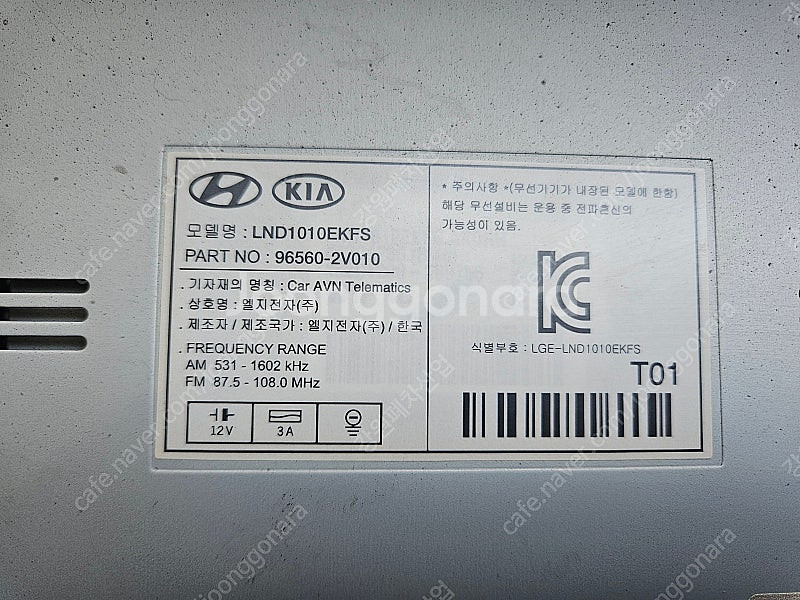 KIA
모델명 : LND1010EKFS
PART NO : 96560-2V010
. 기자재의 명칭 : Car AVN Telematics
. 상호명 : 엘지전자(주)
. 제조자 / 제조국가 : 엘지전자(주) / 한국
. FREQUENCY RANGE
AM 531 - 1602 kHz
FM 87.5 - 108.0 MHz
12V
3A
* 주의사항 *(무선기기가 내장된 모델에 한함)
해당 무선설비는 운용 중 전파혼신의
가능성이 있음.
식별부호 : LGE-LND1010EKFS
T01
joonggonara
cafe.naver.com/joonggonara